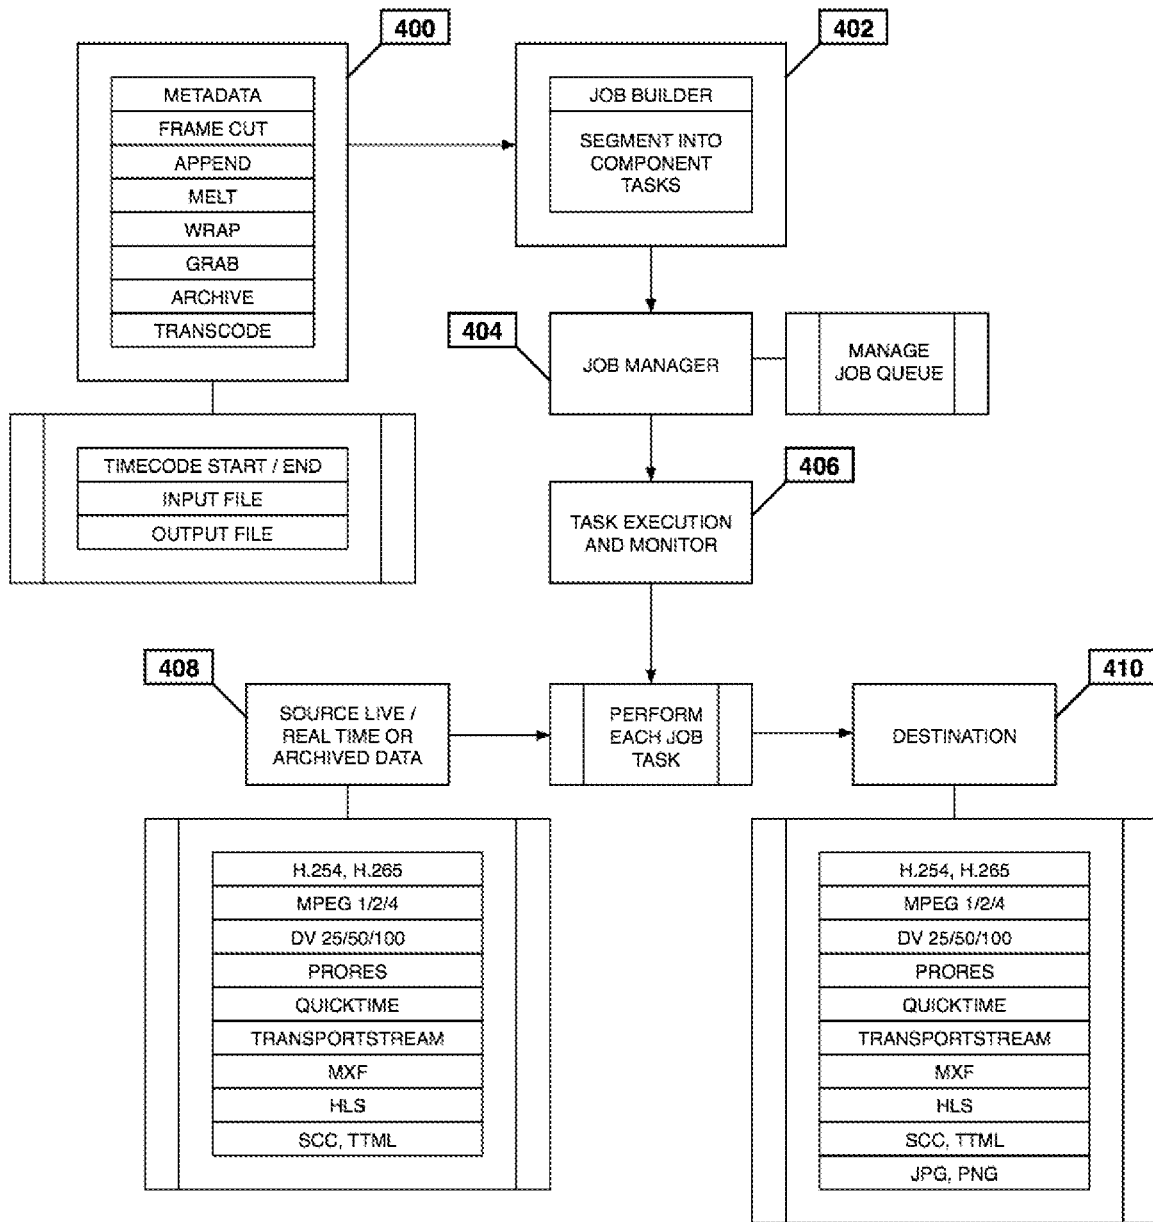 400
METADATA
FRAME CUT
APPEND
MELT
WRAP
GRAB
ARCHIVE
TRANSCODE
TIMECODE START / END
INPUT FILE
OUTPUT FILE
402
JOB BUILDER
SEGMENT INTO
COMPONENT
TASKS
404
JOB MANAGER
MANAGE
JOB QUEUE
406
TASK EXECUTION
AND MONITOR
408
SOURCE LIVE /
REAL TIME OR
ARCHIVED DATA
PERFORM
EACH JOB
TASK
410
DESTINATION
H.254, H.265
MPEG 1/2/4
DV 25/50/100
PRORES
QUICKTIME
TRANSPORTSTREAM
MXF
HLS
SCC, TTML
H.254, H.265
MPEG 1/2/4
DV 25/50/100
PRORES
QUICKTIME
TRANSPORTSTREAM
MXF
HLS
SCC, TTML
JPG, PNG